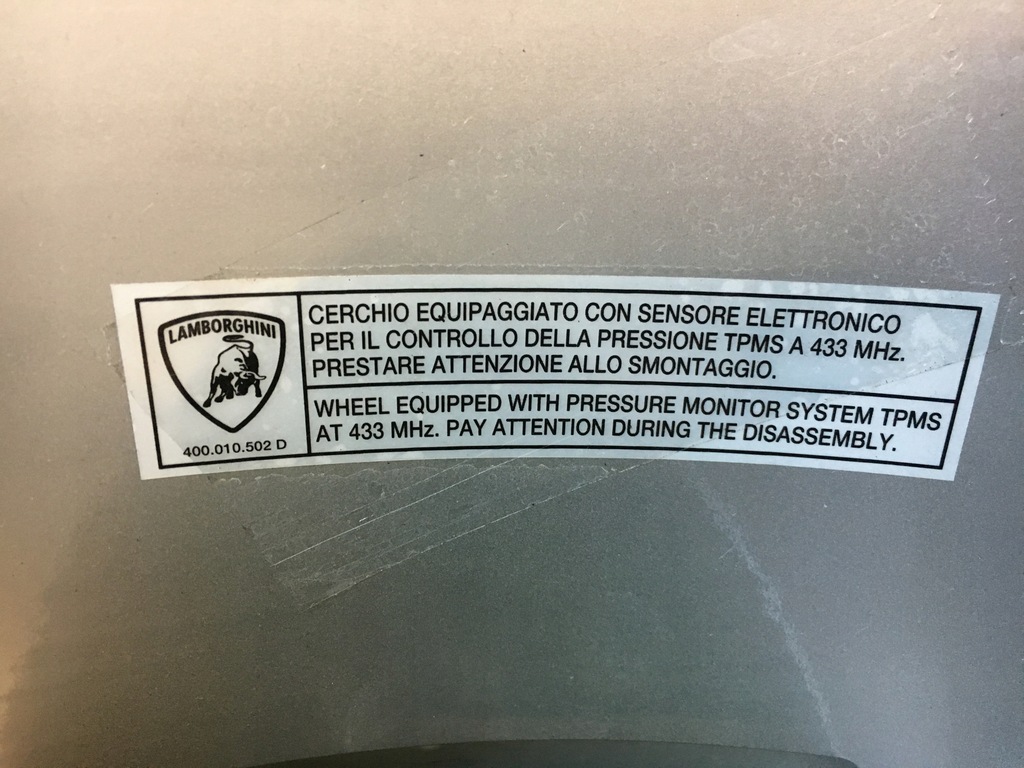 LAMBORGHINI
400.010.502 D
CERCHIO EQUIPAGGIATO CON SENSORE ELETTRONICO
PER IL CONTROLLO DELLA PRESSIONE TPMS A 433 MHz.
PRESTARE ATTENZIONE ALLO SMONTAGGIO.
WHEEL EQUIPPED WITH PRESSURE MONITOR SYSTEM TPMS
AT 433 MHz. PAY ATTENTION DURING THE DISASSEMBLY.